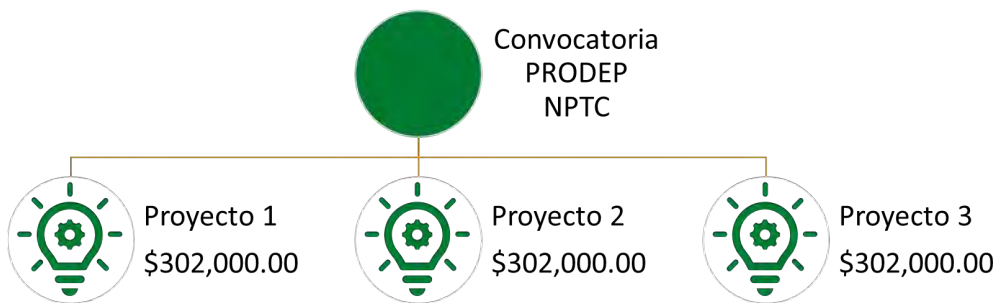 Convocatoria
PRODEP
NPTC
Proyecto 1
$302,000.00
Proyecto 2
$302,000.00
Proyecto 3
$302,000.00